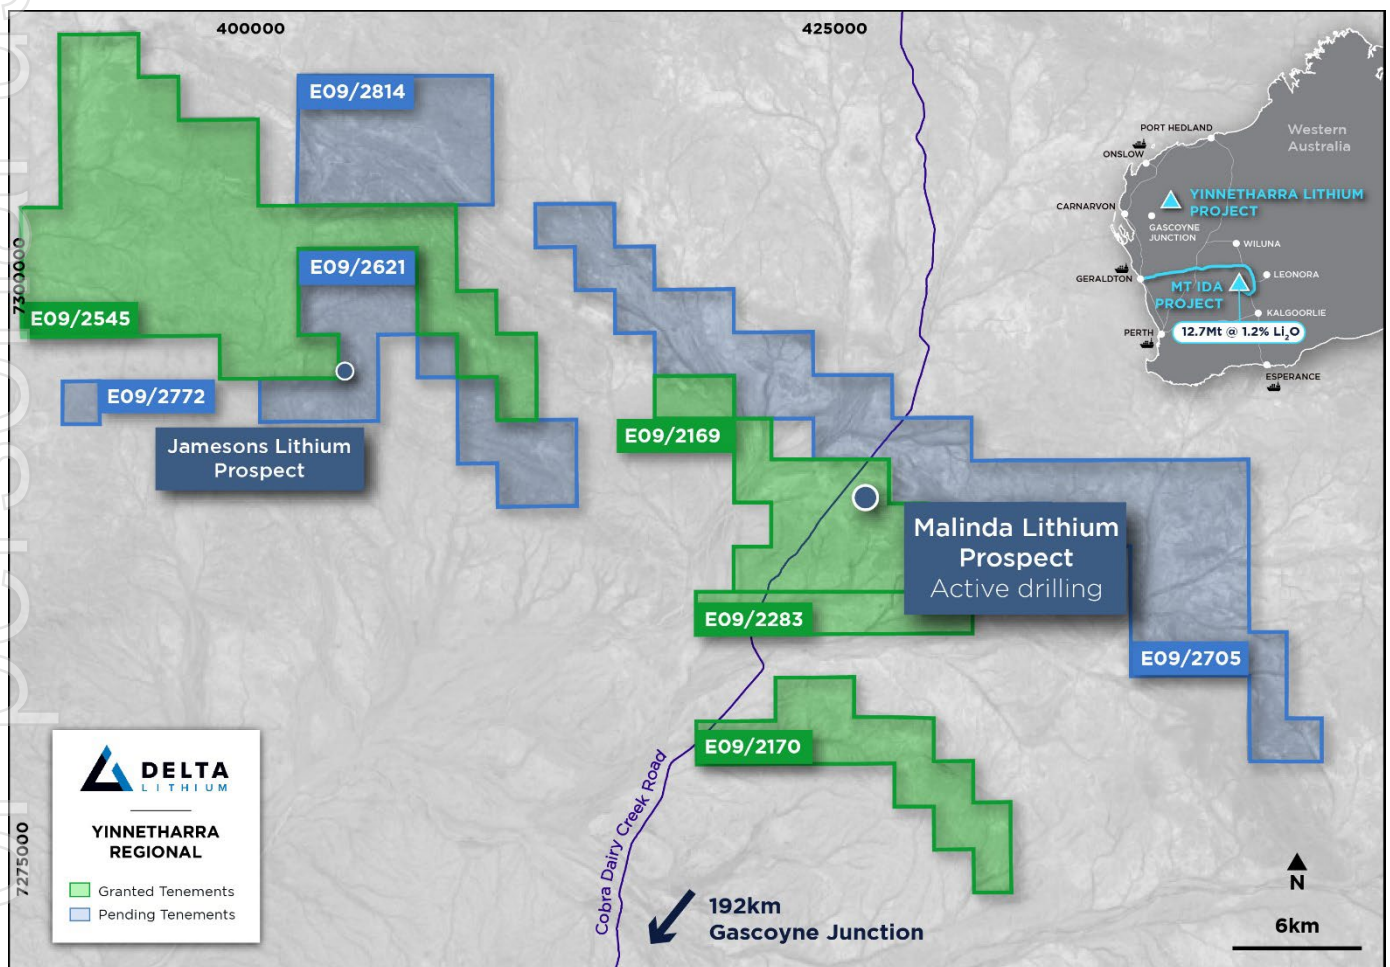 400000
425000
E09/2814
E09/2621
7300000
E09/2545
E09/2772
Jamesons Lithium
Prospect
E09/2169
Malinda Lithium
Prospect
Active drilling
E09/2283
E09/2705
E09/2170
Cobra Dairy Creek Road
7275000
192km
Gascoyne Junction
N
6km
DELTA
LITHIUM
YINNETHARRA
REGIONAL
Granted Tenements
Pending Tenements
Western
Australia
PORT HEDLAND
ONSLOW
YINNETHARRA LITHIUM
PROJECT
CARNARVON
GASCOYNE
JUNCTION
WILUNA
GERALDTON
LEONORA
MT IDA
PROJECT
KALGOORLIE
PERTH
12.7Mt @ 1.2% Li₂O
ESPERANCE